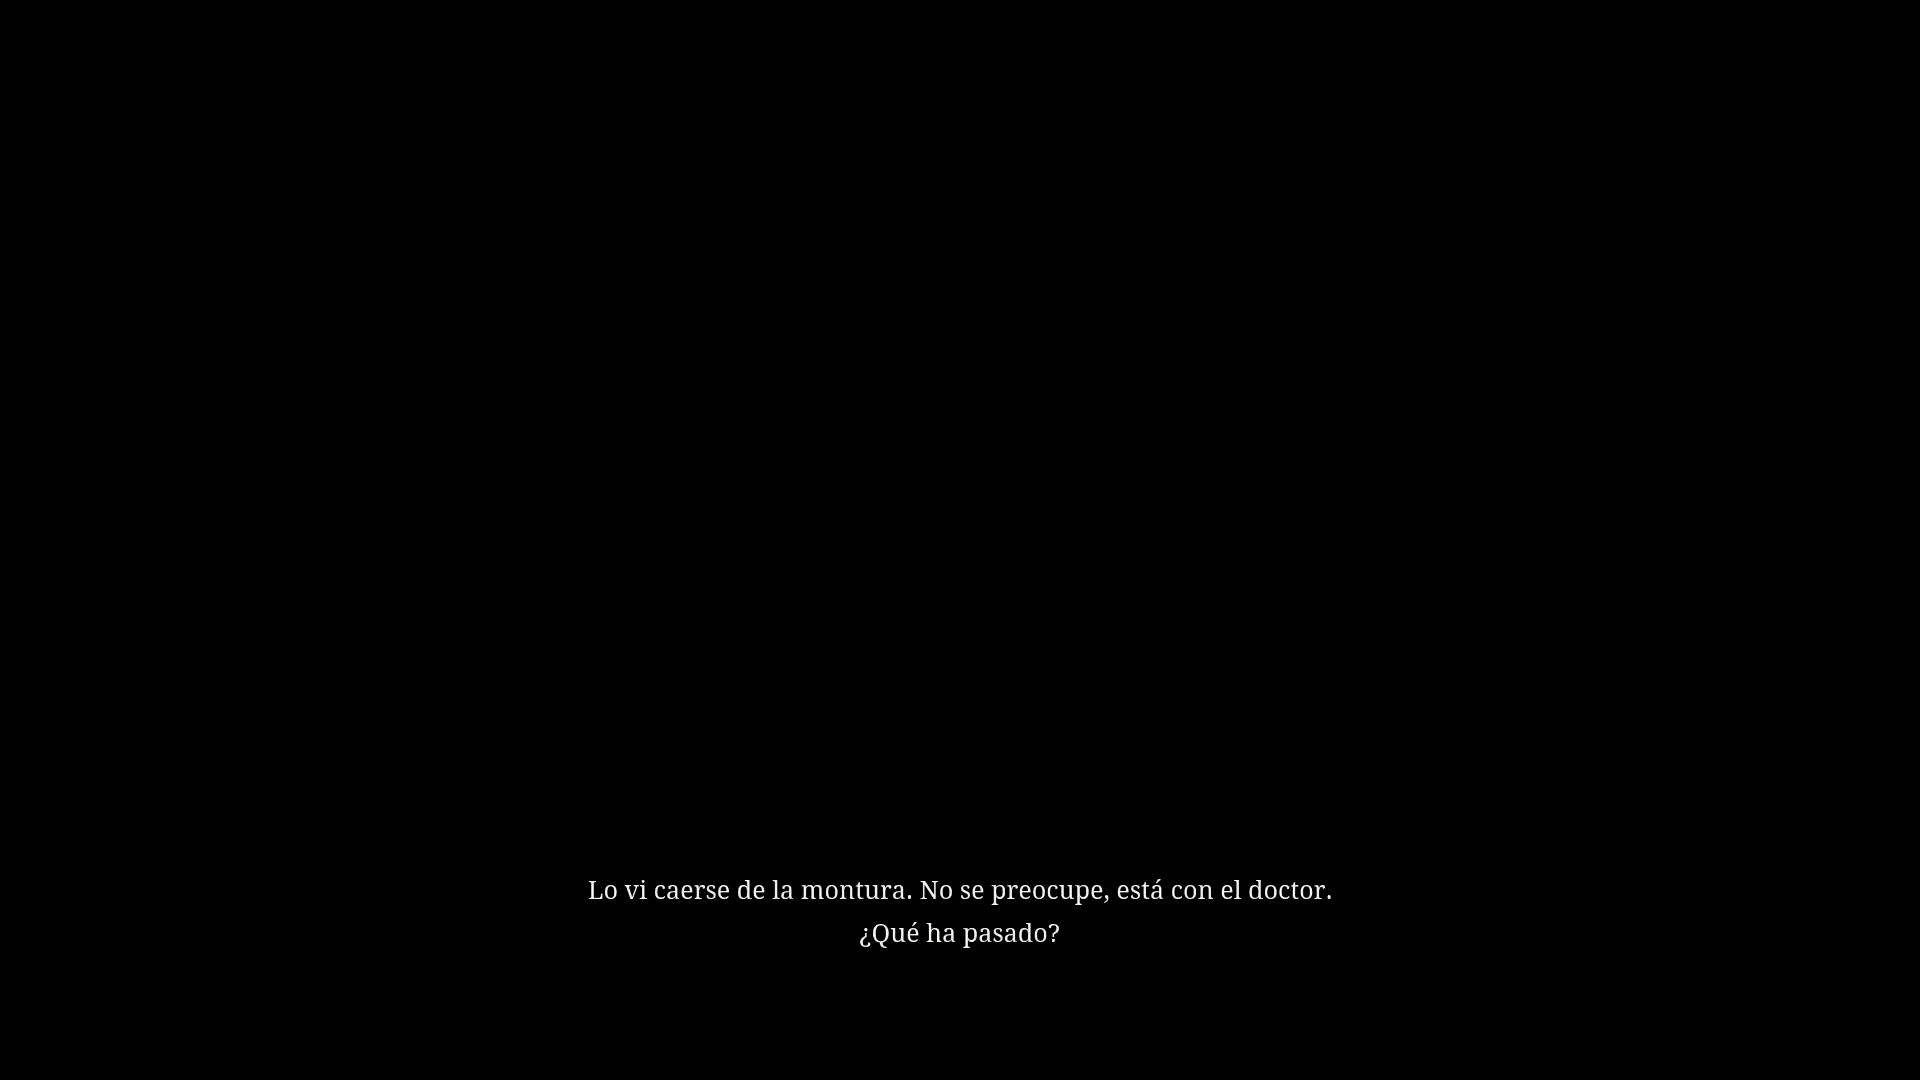 Lo vi caerse de la montura. No se preocupe, está con el doctor.
¿Qué ha pasado?